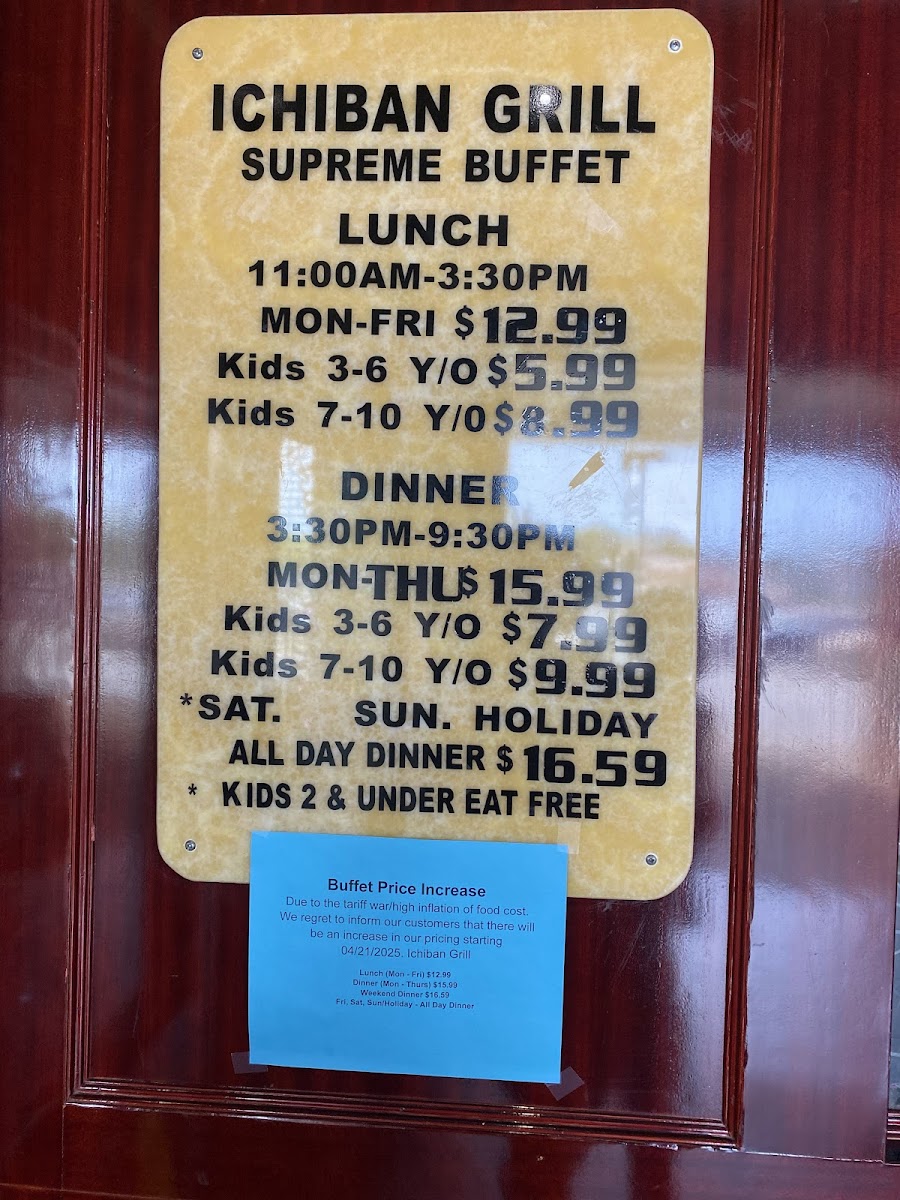 ICHIBAN GRILL
SUPREME BUFFET
LUNCH
11:00AM-3:30PM
MON-FRI $12.99
Kids 3-6 Y/O $5.99
Kids 7-10 Y/0 $8.99
DINNER
3:30PM-9:30PM
MON-THU$ 15.99
Kids 3-6 Y/O $7.99
Kids 7-10 Y/O $9.99
*SAT. SUN. HOLIDAY
ALL DAY DINNER $16.59
* KIDS 2 & UNDER EAT FREE
Buffet Price Increase
Due to the tariff war/high inflation of food cost.
We regret to inform our customers that there will
be an increase in our pricing starting
04/21/2025. Ichiban Grill
Lunch (Mon - Fri) $12.99
Dinner (Mon - Thurs) $15.99
Weekend Dinner $16.59
Fri, Sat, Sun/Holiday - All Day Dinner